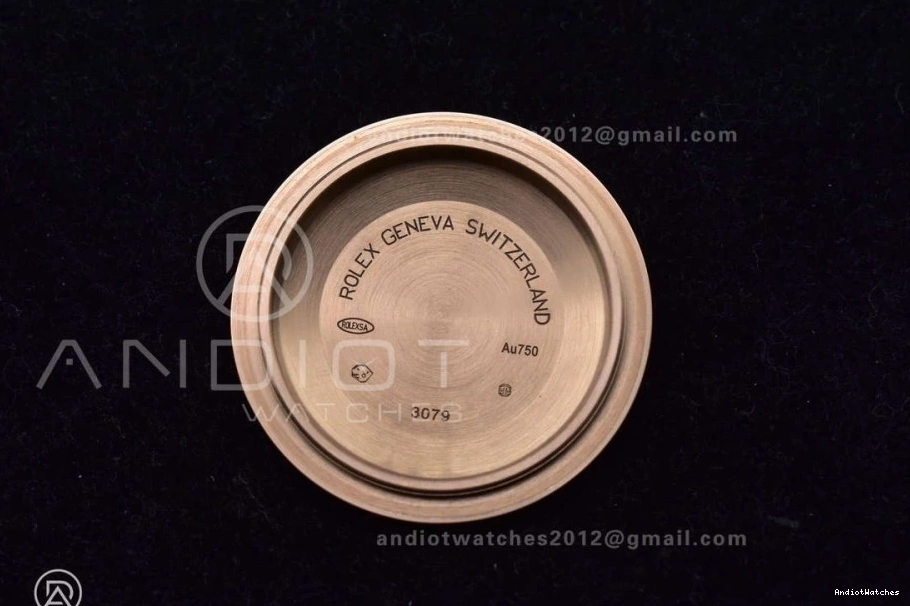 andiotwatches2012@gmail.com
ROLEX GENEVA SWITZERLAND
ROLEXSA
Au750
ANDIOT
WATCHES
3079
andiotwatches2012@gmail.com
AndiotWatches